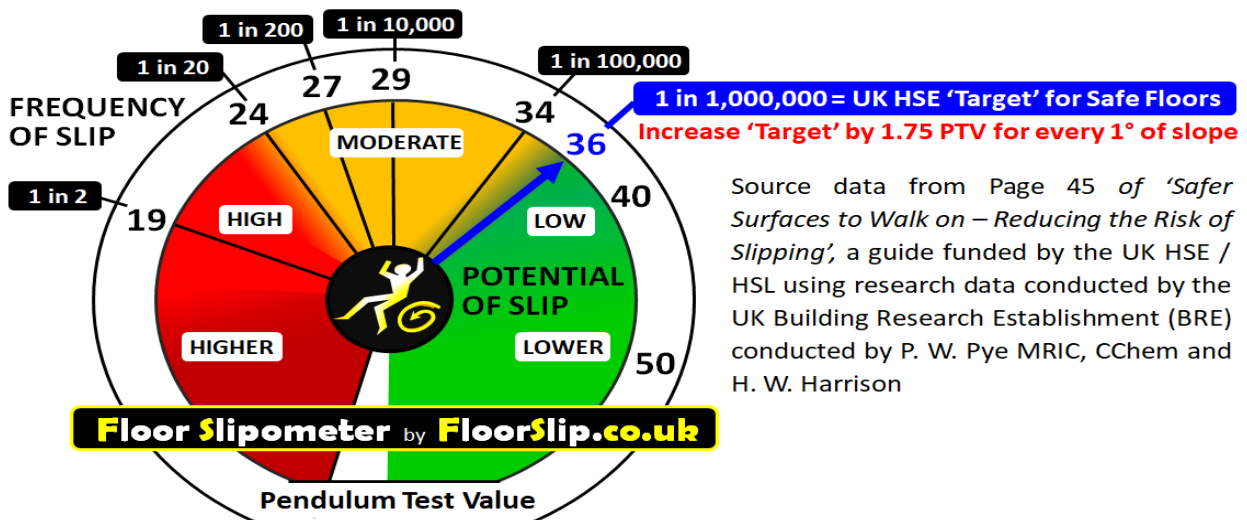 1 in 10,000
1 in 200
1 in 20
1 in 100,000
29
27
24
34
FREQUENCY
OF SLIP
1 in 1,000,000 = UK HSE ‘Target’ for Safe Floors
Increase ‘Target’ by 1.75 PTV for every 1° of slope
36
MODERATE
1 in 2
19
40
HIGH
LOW
POTENTIAL
OF SLIP
HIGHER
LOWER
50
Source data from Page 45 of ‘Safer
Surfaces to Walk on – Reducing the Risk of
Slipping’, a guide funded by the UK HSE /
HSL using research data conducted by the
UK Building Research Establishment (BRE)
conducted by P. W. Pye MRIC, CChem and
H. W. Harrison
Floor Slipometer by FloorSlip.co.uk
Pendulum Test Value